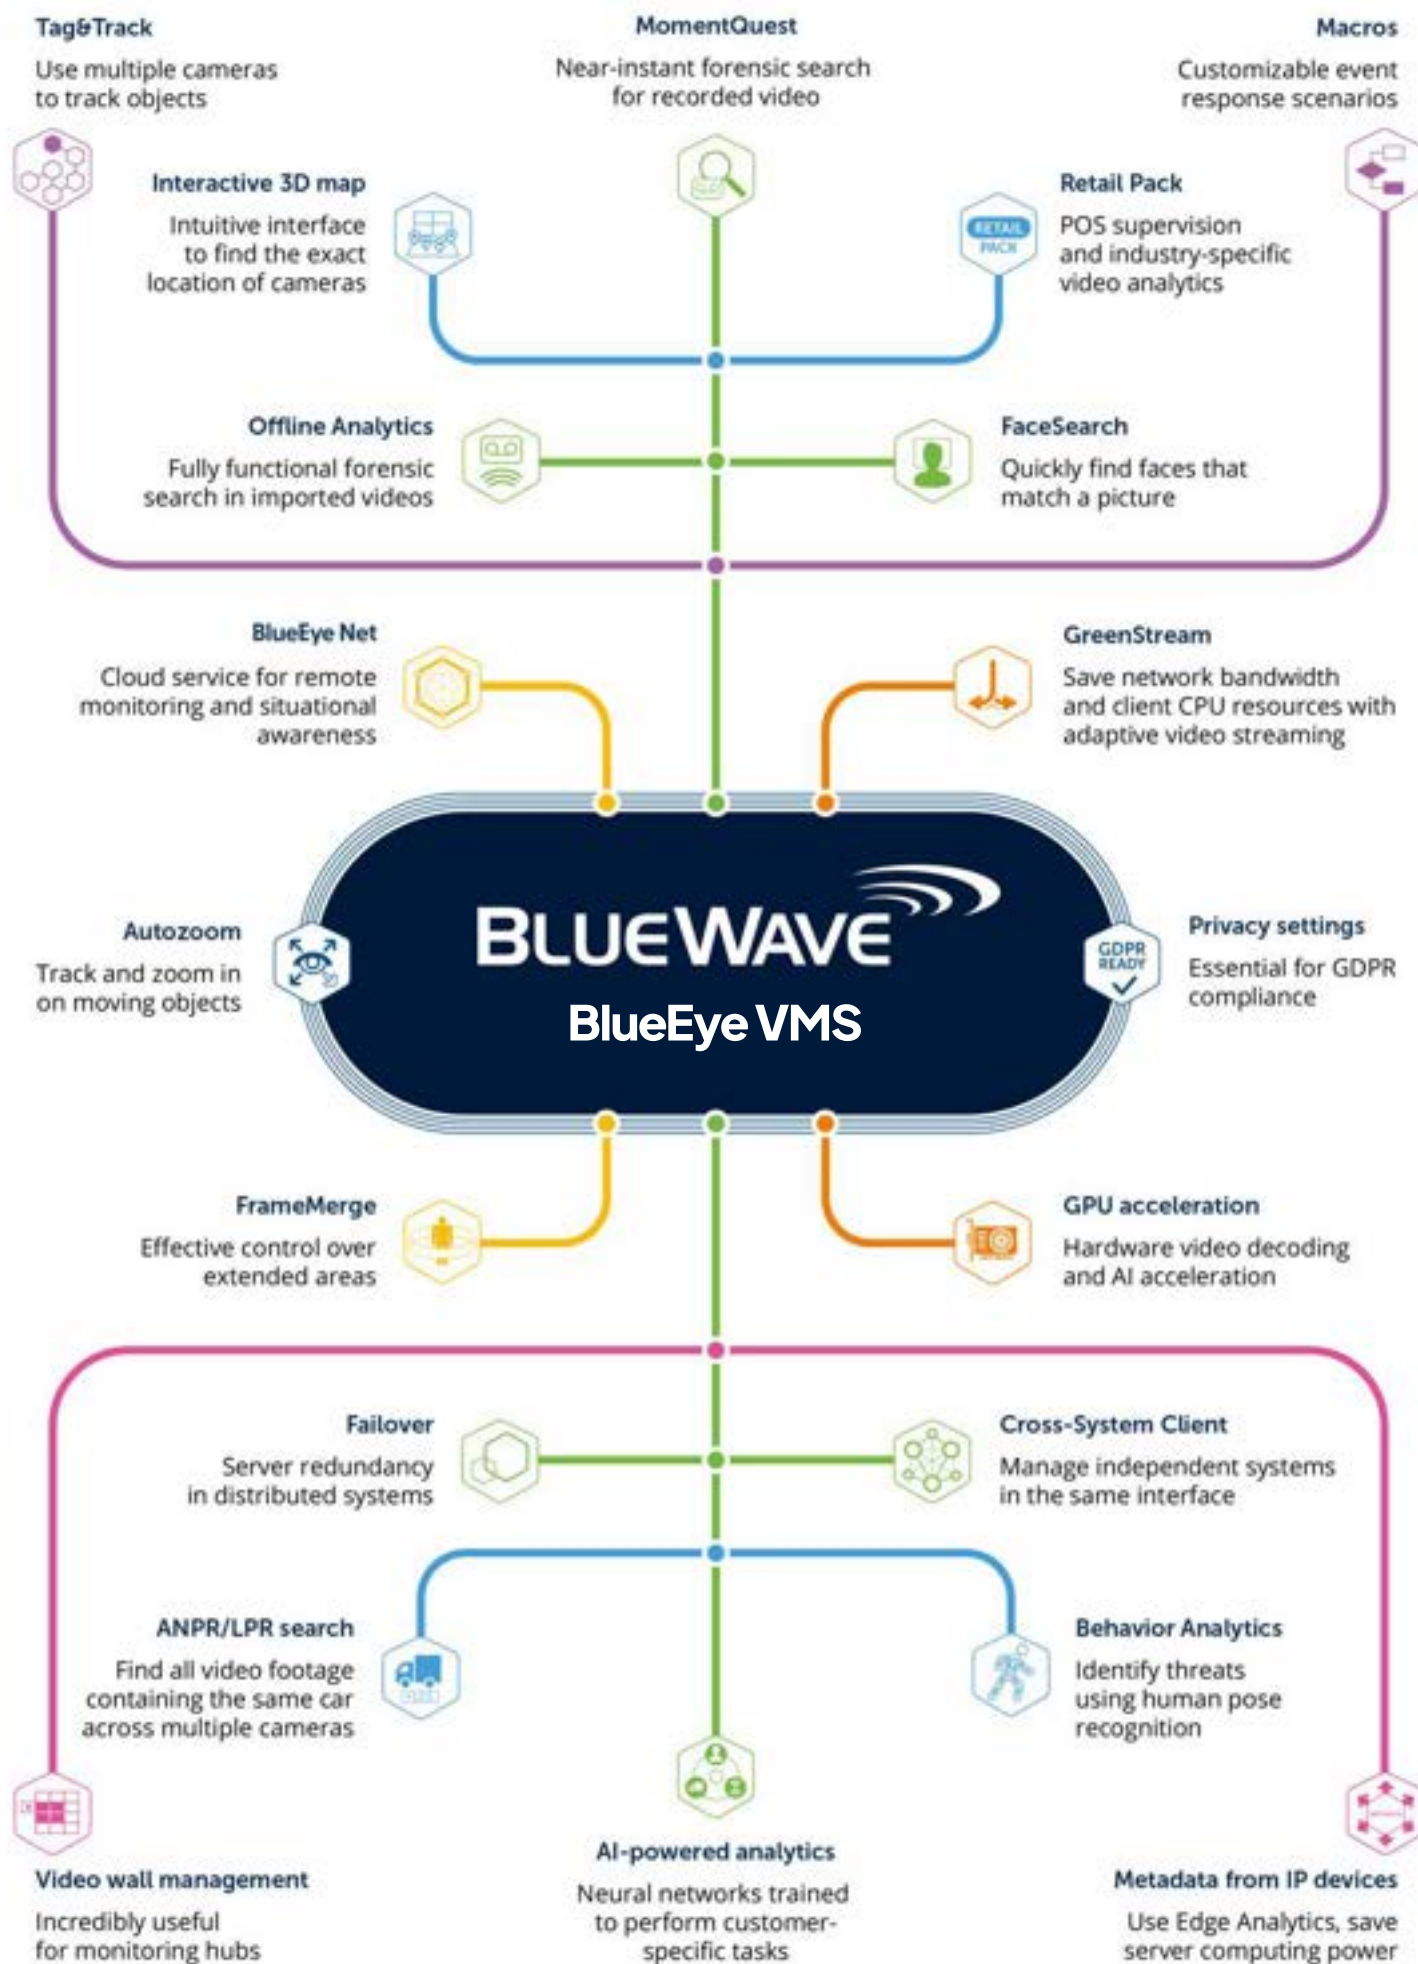 Tag&Track
Use multiple cameras
to track objects
MomentQuest
Near-instant forensic search
for recorded video
Macros
Customizable event
response scenarios
Interactive 3D map
Intuitive interface
to find the exact
location of cameras
RETAIL
PACK
Retail Pack
POS supervision
and industry-specific
video analytics
Offline Analytics
Fully functional forensic
search in imported videos
FaceSearch
Quickly find faces that
match a picture
BlueEye Net
Cloud service for remote
monitoring and situational
awareness
GreenStream
Save network bandwidth
and client CPU resources with
adaptive video streaming
Autozoom
Track and zoom in
on moving objects
BLUEWAVE
BlueEye VMS
GDPR
READY
Privacy settings
Essential for GDPR
compliance
FrameMerge
Effective control over
extended areas
GPU acceleration
Hardware video decoding
and AI acceleration
Failover
Server redundancy
in distributed systems
Cross-System Client
Manage independent systems
in the same interface
ANPR/LPR search
Find all video footage
containing the same car
across multiple cameras
Behavior Analytics
Identify threats
using human pose
recognition
Video wall management
Incredibly useful
for monitoring hubs
AI-powered analytics
Neural networks trained
to perform customer-
specific tasks
Metadata from IP devices
Use Edge Analytics, save
server computing power